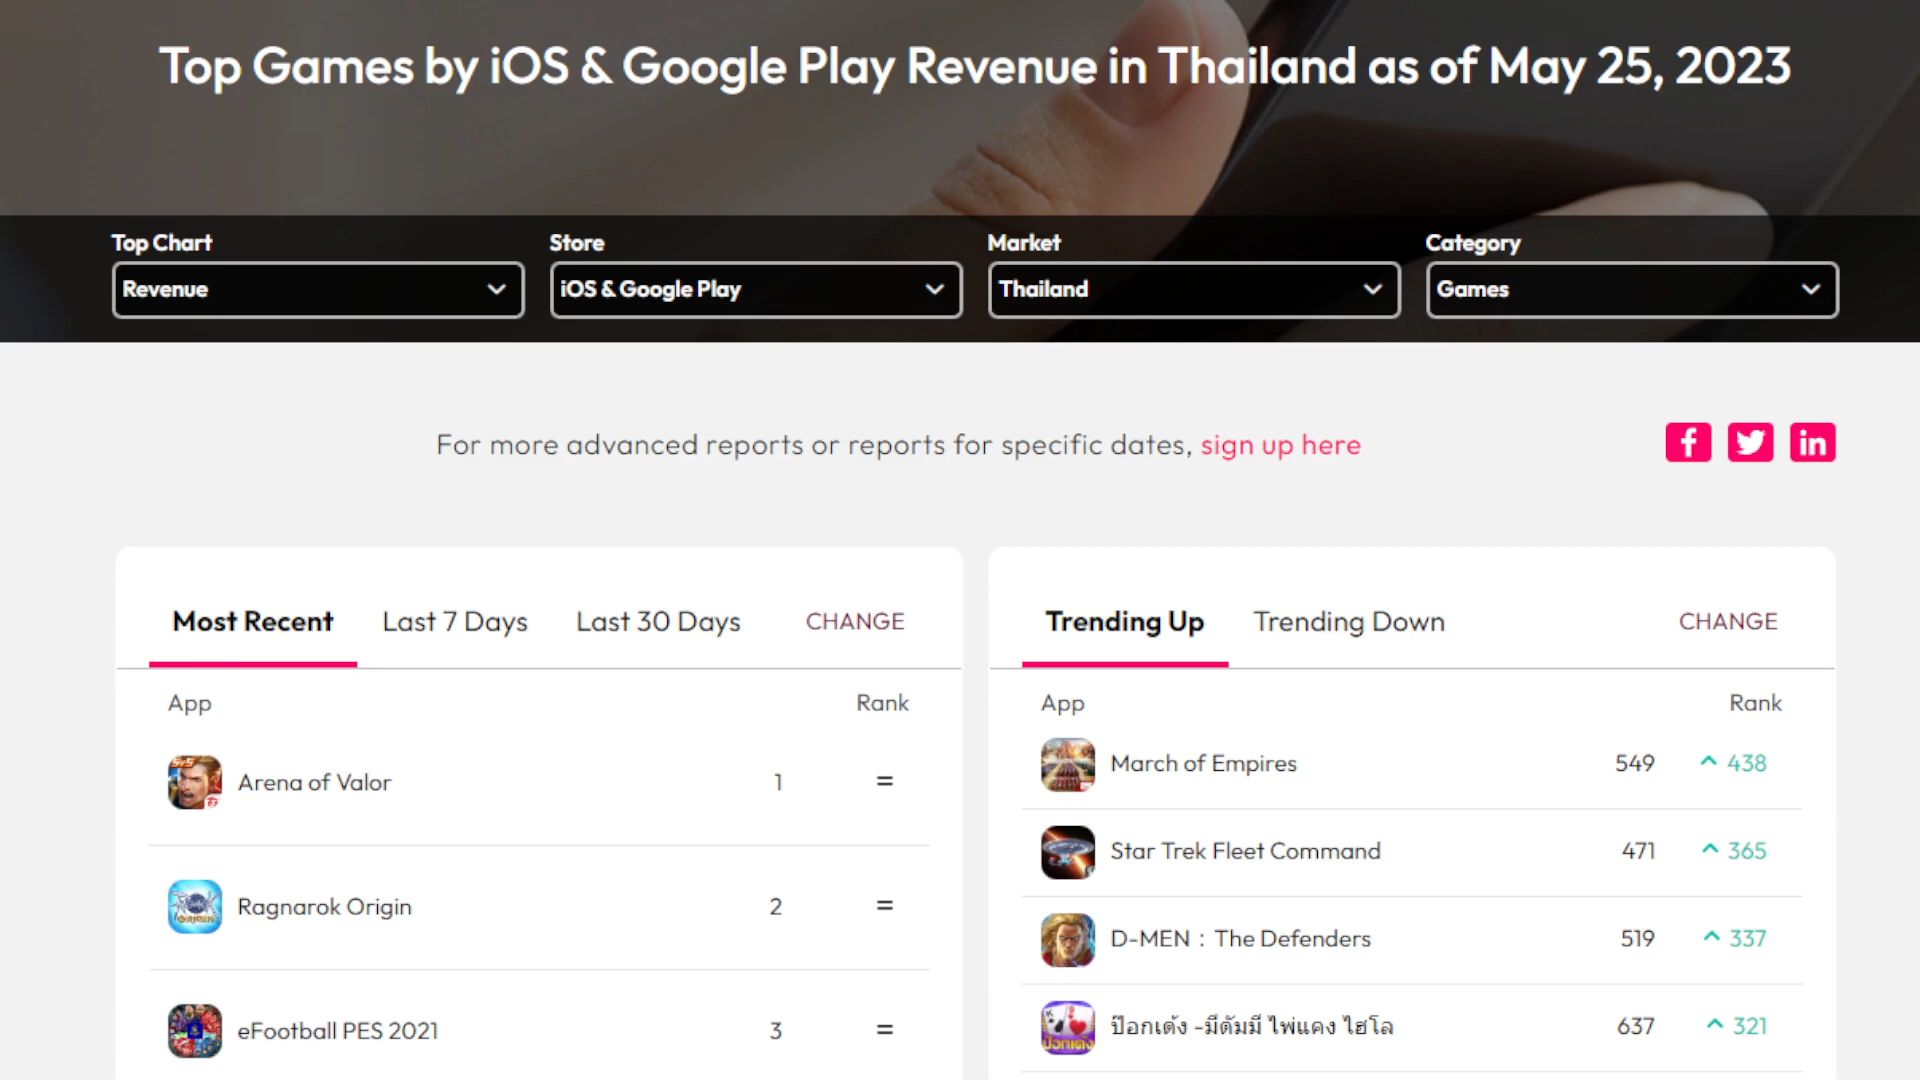 Top Games by iOS & Google Play Revenue in Thailand as of May 25, 2023
Top Chart
Store
Market
Category
Revenue
iOS & Google Play
Thailand
Games
For more advanced reports or reports for specific dates, sign up here
Most Recent
Last 7 Days
Last 30 Days
CHANGE
App
Rank
Arena of Valor
1
=
Ragnarok Origin
2
=
eFootball PES 2021
3
=
Trending Up
Trending Down
CHANGE
App
Rank
March of Empires
549
438
Star Trek Fleet Command
471
365
D-MEN：The Defenders
519
337
ป๊อกเด้ง -มีดัมมี่ ไพ่แคง ไฮโล
637
321